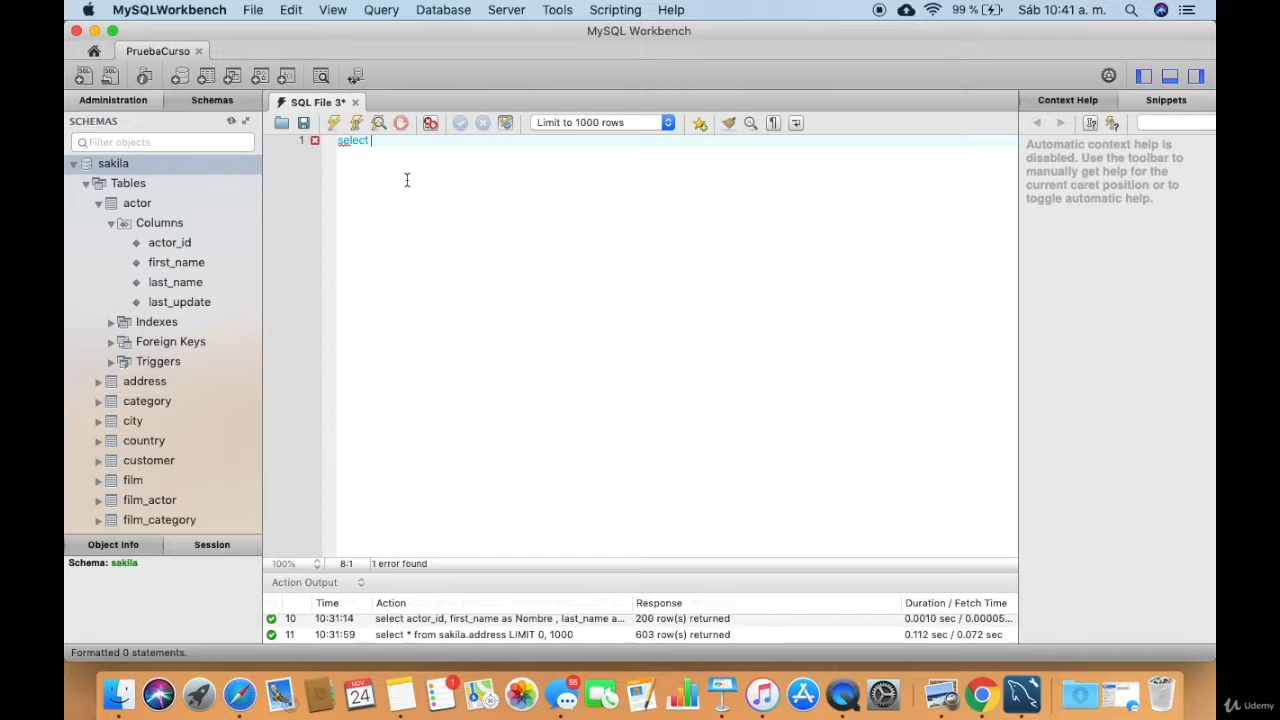 MySQLWorkbench File Edit View Query Database Server Tools Scripting Help 99 % Sáb 10:41 a. m.
MySQL Workbench
PruebaCurso
Administration Schemas SQL File 3* Context Help Snippets
SCHEMAS Limit to 1000 rows
Filter objects
1 select
Automatic context help is
disabled. Use the toolbar to
manually get help for the
current caret position or to
toggle automatic help.
sakila
Tables
actor
Columns
actor_id
first_name
last_name
last_update
Indexes
Foreign Keys
Triggers
address
category
city
country
customer
film
film_actor
film_category
Object Info Session
Schema: sakila
100% 8:1 1 error found
Action Output
Time Action Response Duration / Fetch Time
10 10:31:14 select actor_id, first_name as Nombre , last_name a... 200 row(s) returned 0.0010 sec / 0.00005...
11 10:31:59 select * from sakila.address LIMIT 0, 1000 603 row(s) returned 0.112 sec / 0.072 sec
Formatted 0 statements.
NOV
24
1
55
Udemy